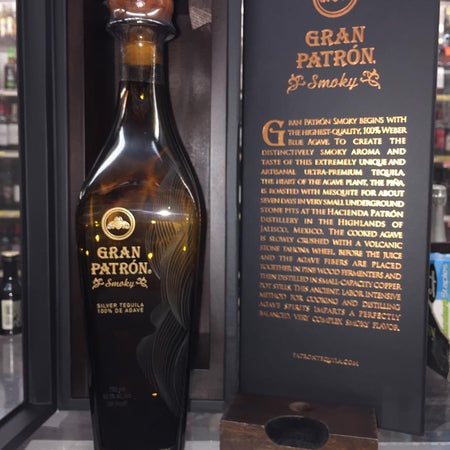 GRAN
PATRÓN®
Smoky
SILVER TEQUILA
100% DE AGAVE
GRAN
PATRÓN®
Smoky
GRAN PATRÓN SMOKY BEGINS WITH
THE HIGHEST-QUALITY, 100% WEBER
BLUE AGAVE. TO CREATE THE
DISTINCTIVELY SMOKY AROMA AND
TASTE OF THIS EXTREMELY UNIQUE AND
ARTISANAL ULTRA-PREMIUM TEQUILA,
THE HEART OF THE AGAVE PLANT, THE PIÑA,
IS ROASTED WITH MESQUITE FOR ABOUT
SEVEN DAYS IN VERY SMALL UNDERGROUND
STONE PITS AT THE HACIENDA PATRÓN
DISTILLERY IN THE HIGHLANDS OF
JALISCO, MEXICO. THE COOKED AGAVE
IS SLOWLY CRUSHED WITH A VOLCANIC
STONE TAHONA WHEEL, BEFORE THE JUICE
AND THE AGAVE FIBERS ARE PLACED
TOGETHER IN PINE WOOD FERMENTERS AND
THEN DISTILLED IN SMALL-CAPACITY COPPER
POT STILLS. THIS ANCIENT, LABOR INTENSIVE
METHOD FOR COOKING AND DISTILLING
AGAVE SPIRITS IMPARTS A PERFECTLY
BALANCED, VERY COMPLEX SMOKY FLAVOR.
PATRONTEQUILA.COM